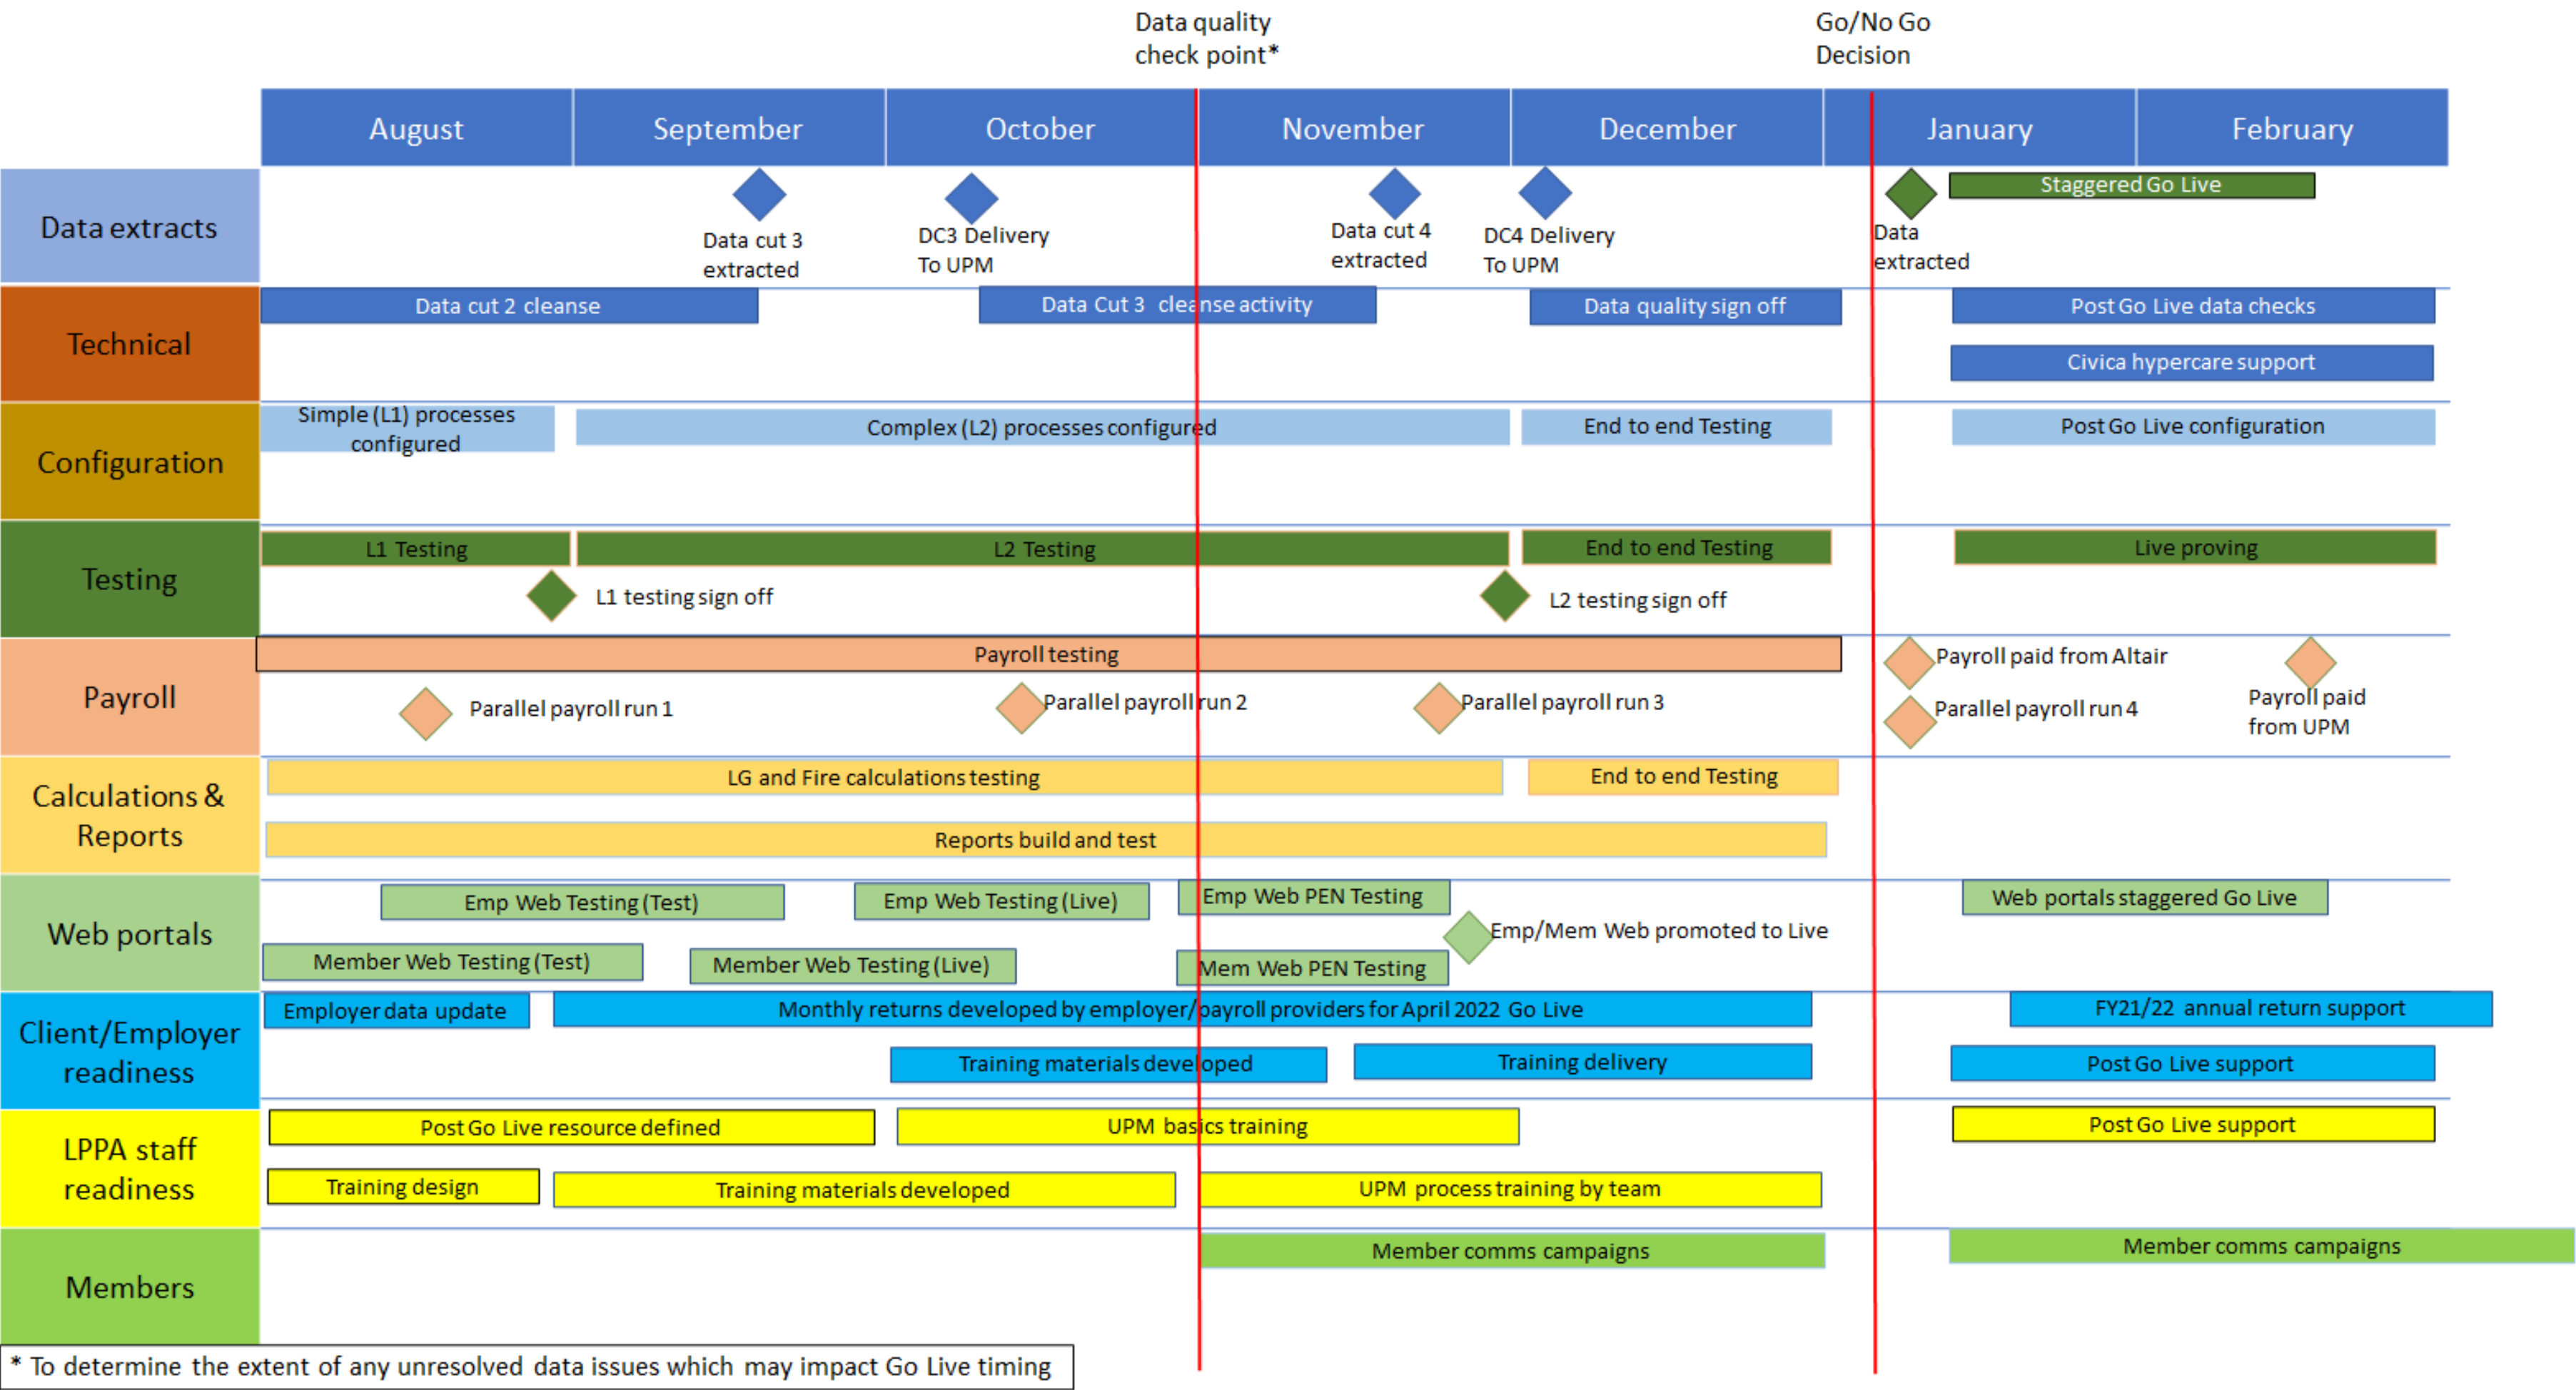 Data quality
check point*
Go/No Go
Decision
August
September
October
November
December
January
February
Data extracts
Data cut 3
extracted
DC3 Delivery
To UPM
Data cut 4
extracted
DC4 Delivery
To UPM
Data
extracted
Staggered Go Live
Technical
Data cut 2 cleanse
Data Cut 3 cleanse activity
Data quality sign off
Post Go Live data checks
Civica hypercare support
Configuration
Simple (L1) processes
configured
Complex (L2) processes configured
End to end Testing
Post Go Live configuration
Testing
L1 Testing
L2 Testing
End to end Testing
Live proving
L1 testing sign off
L2 testing sign off
Payroll
Payroll testing
Payroll paid from Altair
Parallel payroll run 1
Parallel payroll run 2
Parallel payroll run 3
Parallel payroll run 4
Payroll paid
from UPM
Calculations &
Reports
LG and Fire calculations testing
End to end Testing
Reports build and test
Web portals
Emp Web Testing (Test)
Emp Web Testing (Live)
Emp Web PEN Testing
Web portals staggered Go Live
Emp/Mem Web promoted to Live
Member Web Testing (Test)
Member Web Testing (Live)
Mem Web PEN Testing
Client/Employer
readiness
Employer data update
Monthly returns developed by employer/payroll providers for April 2022 Go Live
FY21/22 annual return support
Training materials developed
Training delivery
Post Go Live support
LPPA staff
readiness
Post Go Live resource defined
UPM basics training
Post Go Live support
Training design
Training materials developed
UPM process training by team
Members
Member comms campaigns
Member comms campaigns
* To determine the extent of any unresolved data issues which may impact Go Live timing